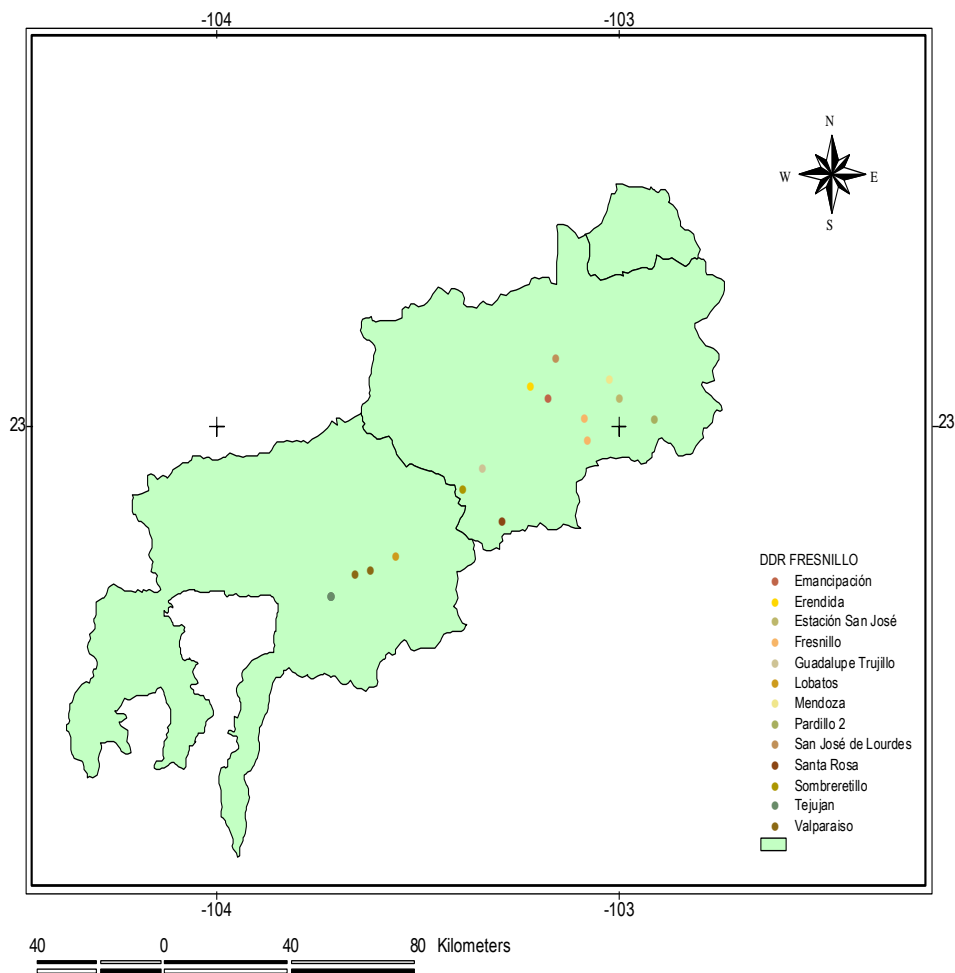 -104 -103
N
W E
S
23 23
DDR FRESNILLO
Emancipación
Erendida
Estación San José
Fresnillo
Guadalupe Trujillo
Lobatos
Mendoza
Pardillo 2
San José de Lourdes
Santa Rosa
Sombreretillo
Tejujan
Valparaiso
-104 -103
40 0 40 80 Kilometers